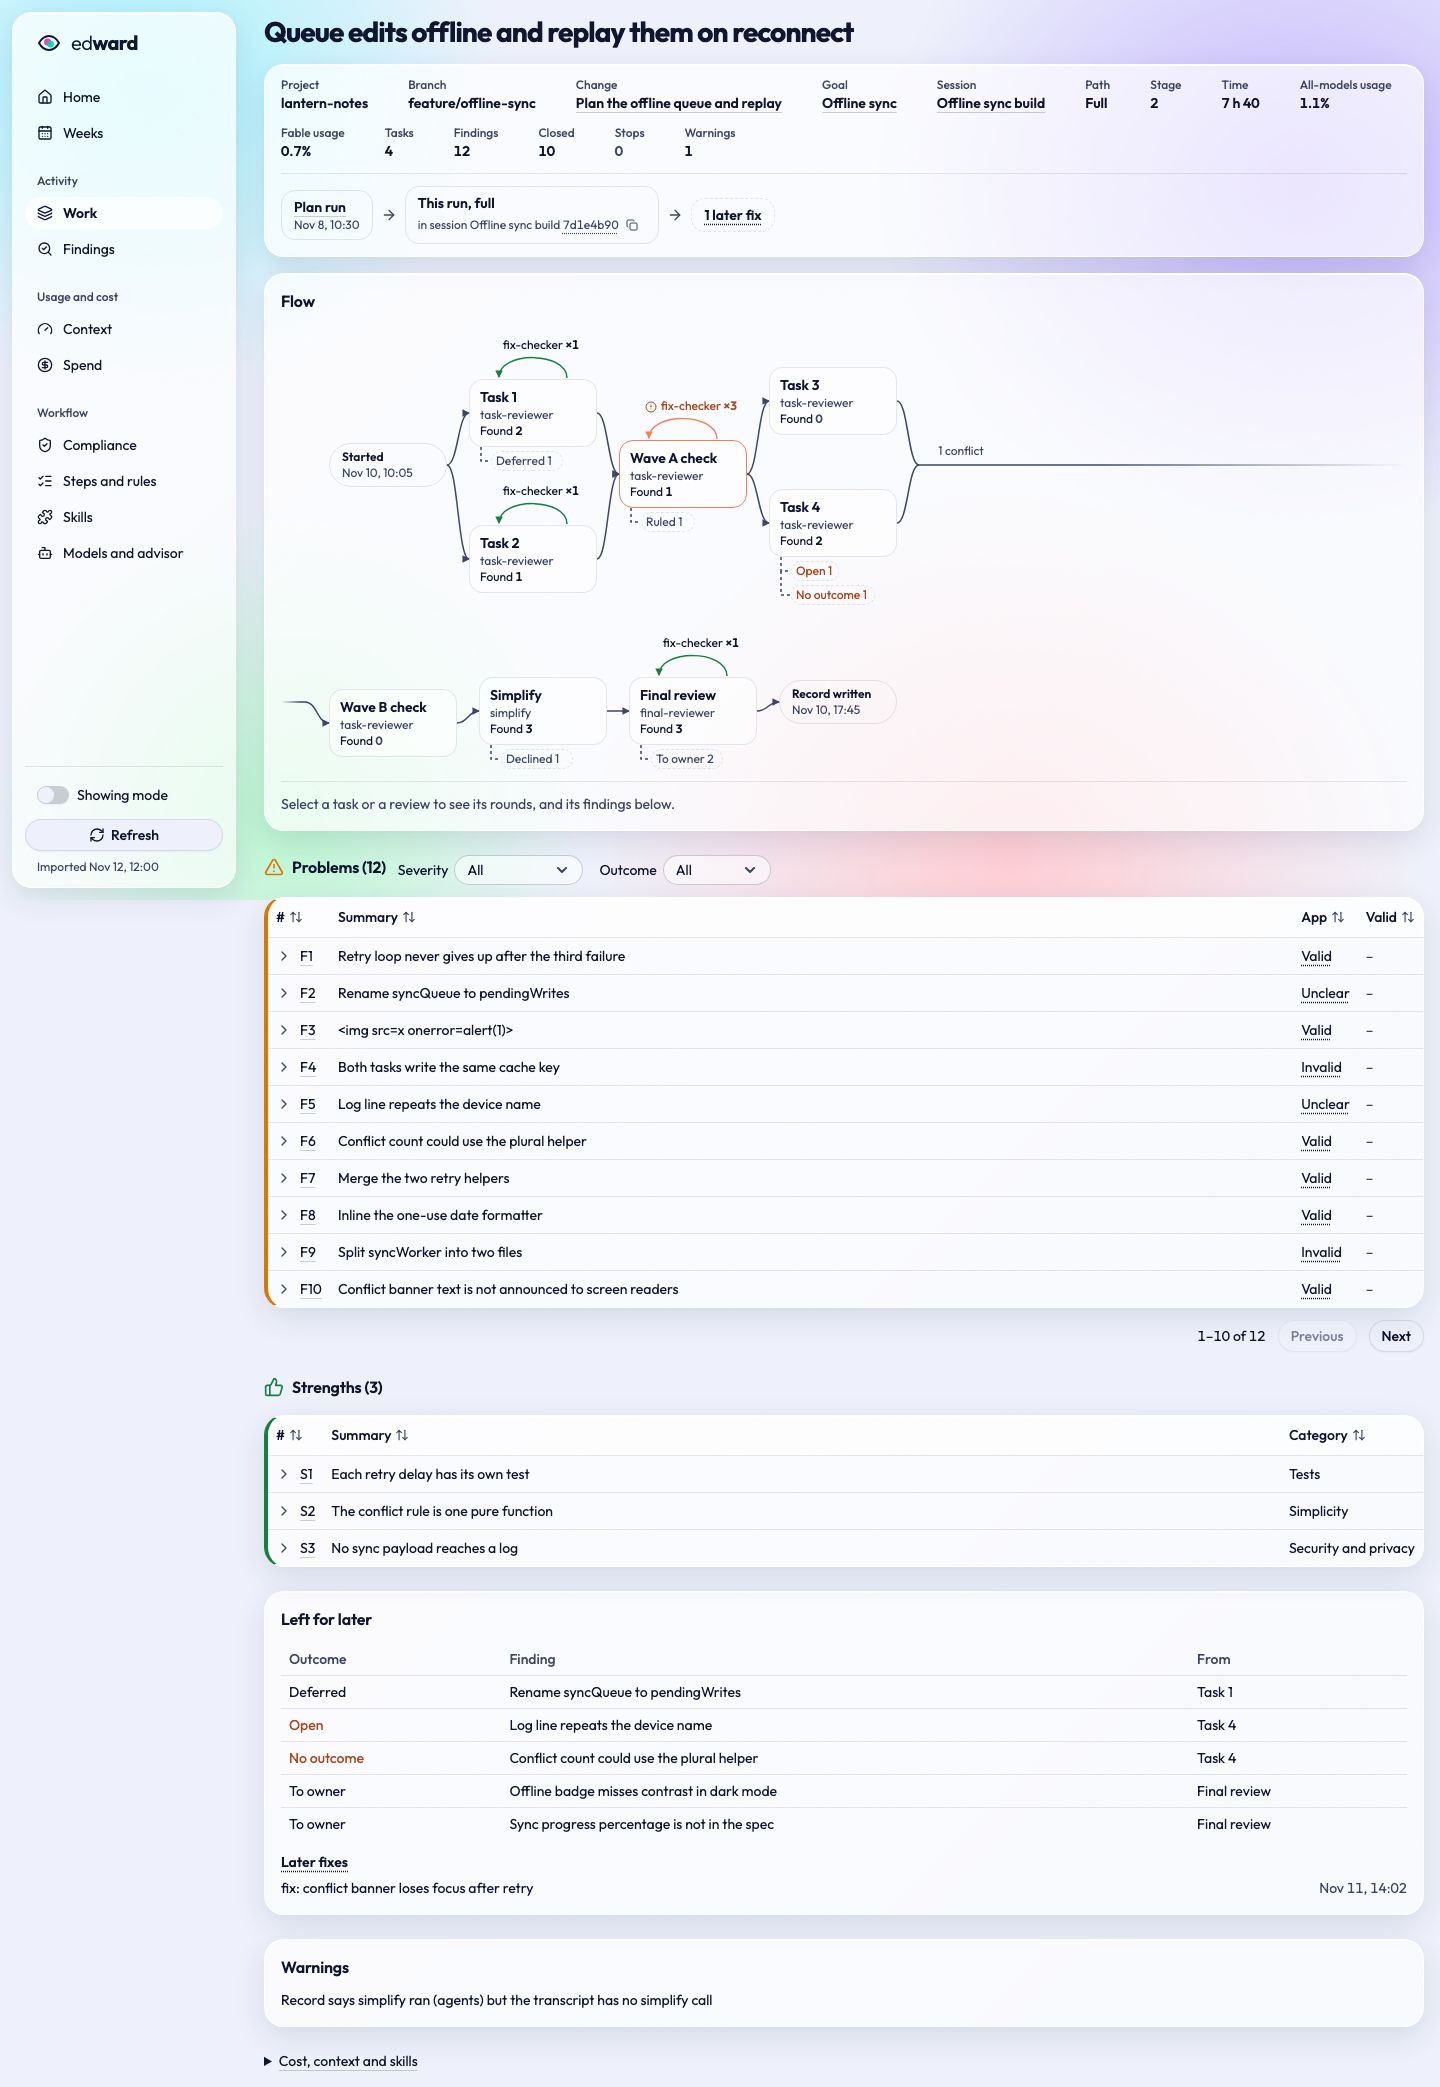 edward
Home
Weeks
Activity
Work
Findings
Usage and cost
Context
Spend
Workflow
Compliance
Steps and rules
Skills
Models and advisor
Showing mode
Refresh
Imported Nov 12, 12:00
Queue edits offline and replay them on reconnect
Project Branch Change Goal Session Path Stage Time All-models usage
lantern-notes feature/offline-sync Plan the offline queue and replay Offline sync Offline sync build Full 2 7 h 40 1.1%
Fable usage Tasks Findings Closed Stops Warnings
0.7% 4 12 10 0 1
Plan run
Nov 8, 10:30
This run, full
in session Offline sync build 7d1e4b90
1 later fix
Flow
Started
Nov 10, 10:05
fix-checker ×1
Task 1
task-reviewer
Found 2
Deferred 1
fix-checker ×1
Task 2
task-reviewer
Found 1
fix-checker ×3
Wave A check
task-reviewer
Found 1
Ruled 1
Task 3
task-reviewer
Found 0
Task 4
task-reviewer
Found 2
Open 1
No outcome 1
1 conflict
Wave B check
task-reviewer
Found 0
Simplify
simplify
Found 3
Declined 1
fix-checker ×1
Final review
final-reviewer
Found 3
To owner 2
Record written
Nov 10, 17:45
Select a task or a review to see its rounds, and its findings below.
Problems (12) Severity All Outcome All
# Summary App Valid
F1 Retry loop never gives up after the third failure Valid –
F2 Rename syncQueue to pendingWrites Unclear –
F3 <img src=x onerror=alert(1)> Valid –
F4 Both tasks write the same cache key Invalid –
F5 Log line repeats the device name Unclear –
F6 Conflict count could use the plural helper Valid –
F7 Merge the two retry helpers Valid –
F8 Inline the one-use date formatter Valid –
F9 Split syncWorker into two files Invalid –
F10 Conflict banner text is not announced to screen readers Valid –
1–10 of 12 Previous Next
Strengths (3)
# Summary Category
S1 Each retry delay has its own test Tests
S2 The conflict rule is one pure function Simplicity
S3 No sync payload reaches a log Security and privacy
Left for later
Outcome Finding From
Deferred Rename syncQueue to pendingWrites Task 1
Open Log line repeats the device name Task 4
No outcome Conflict count could use the plural helper Task 4
To owner Offline badge misses contrast in dark mode Final review
To owner Sync progress percentage is not in the spec Final review
Later fixes
fix: conflict banner loses focus after retry Nov 11, 14:02
Warnings
Record says simplify ran (agents) but the transcript has no simplify call
Cost, context and skills